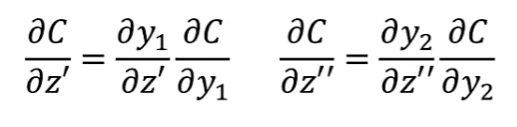 ∂C/∂z′ = ∂y₁/∂z′ ∂C/∂y₁    ∂C/∂z′′ = ∂y₂/∂z′′ ∂C/∂y₂